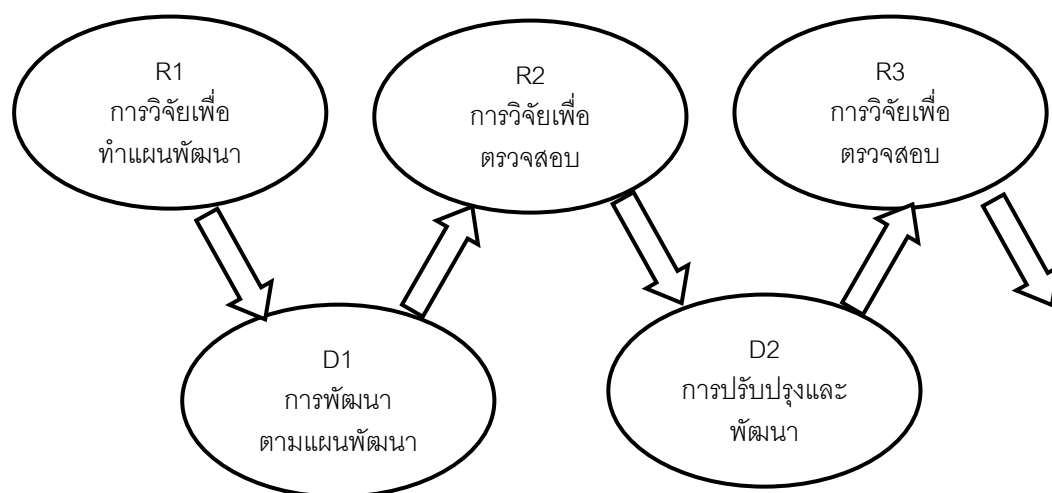 R1
การวิจัยเพื่อ
ทำแผนพัฒนา
R2
การวิจัยเพื่อ
ตรวจสอบ
R3
การวิจัยเพื่อ
ตรวจสอบ
D1
การพัฒนา
ตามแผนพัฒนา
D2
การปรับปรุงและ
พัฒนา